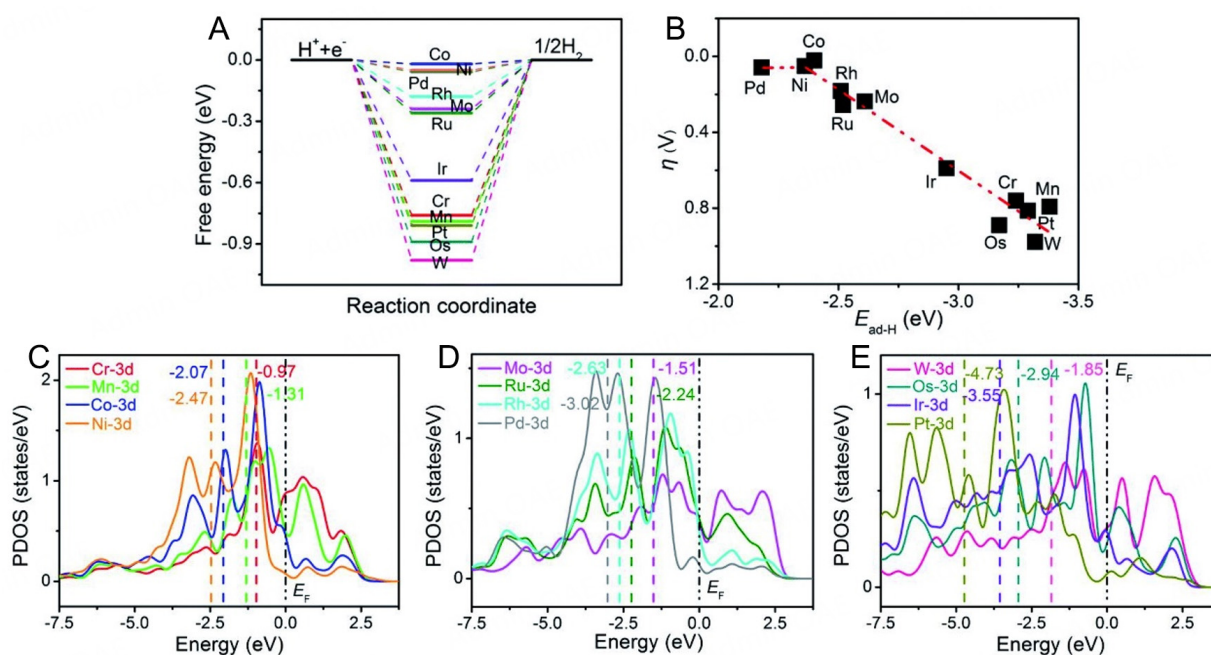 A
H⁺+e⁻
1/2H₂
Co
Ni
Pd
Rh
Mo
Ru
Ir
Cr
Mn
Pt
Os
W
0.0
-0.3
-0.6
-0.9
Free energy (eV)
Reaction coordinate
B
Co
Pd
Ni
Rh
Mo
Ru
Ir
Cr
Mn
Pt
Os
W
0.0
0.4
0.8
1.2
η (V)
-2.0 -2.5 -3.0 -3.5
E_ad-H (eV)
C
Cr-3d
Mn-3d
Co-3d
Ni-3d
-2.07
-2.47
-0.97
-1.31
E_F
2
1
0
PDOS (states/eV)
-7.5 -5.0 -2.5 0.0 2.5
Energy (eV)
D
Mo-3d
Ru-3d
Rh-3d
Pd-3d
-2.63
-3.02
-1.51
-2.24
E_F
1
0
PDOS (states/eV)
-7.5 -5.0 -2.5 0.0 2.5
Energy (eV)
E
W-3d
Os-3d
Ir-3d
Pt-3d
-4.73
-3.55
-2.94
-1.85
E_F
1
0
PDOS (states/eV)
-7.5 -5.0 -2.5 0.0 2.5
Energy (eV)